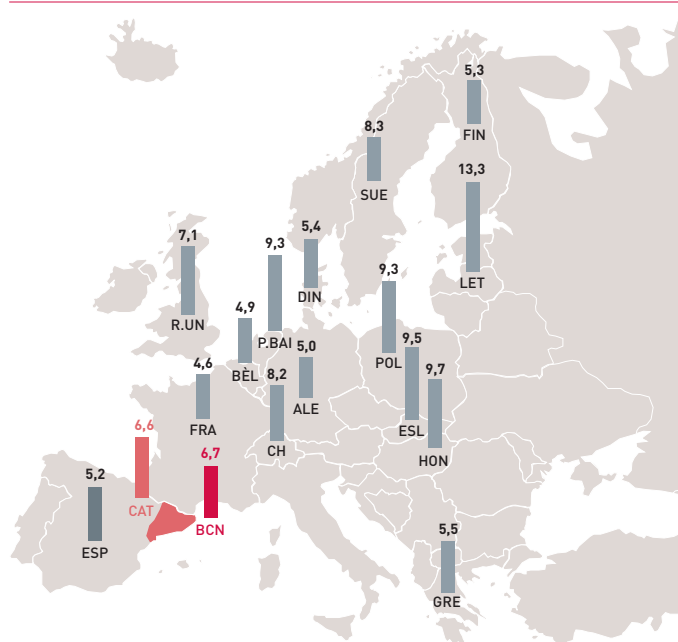 5,3
FIN
8,3
SUE
13,3
LET
7,1
R.UN
9,3
P.BAI
5,4
DIN
9,3
POL
4,9
BÈL
5,0
ALE
9,5
ESL
4,6
FRA
8,2
CH
9,7
HON
6,6
CAT
6,7
BCN
5,2
ESP
5,5
GRE